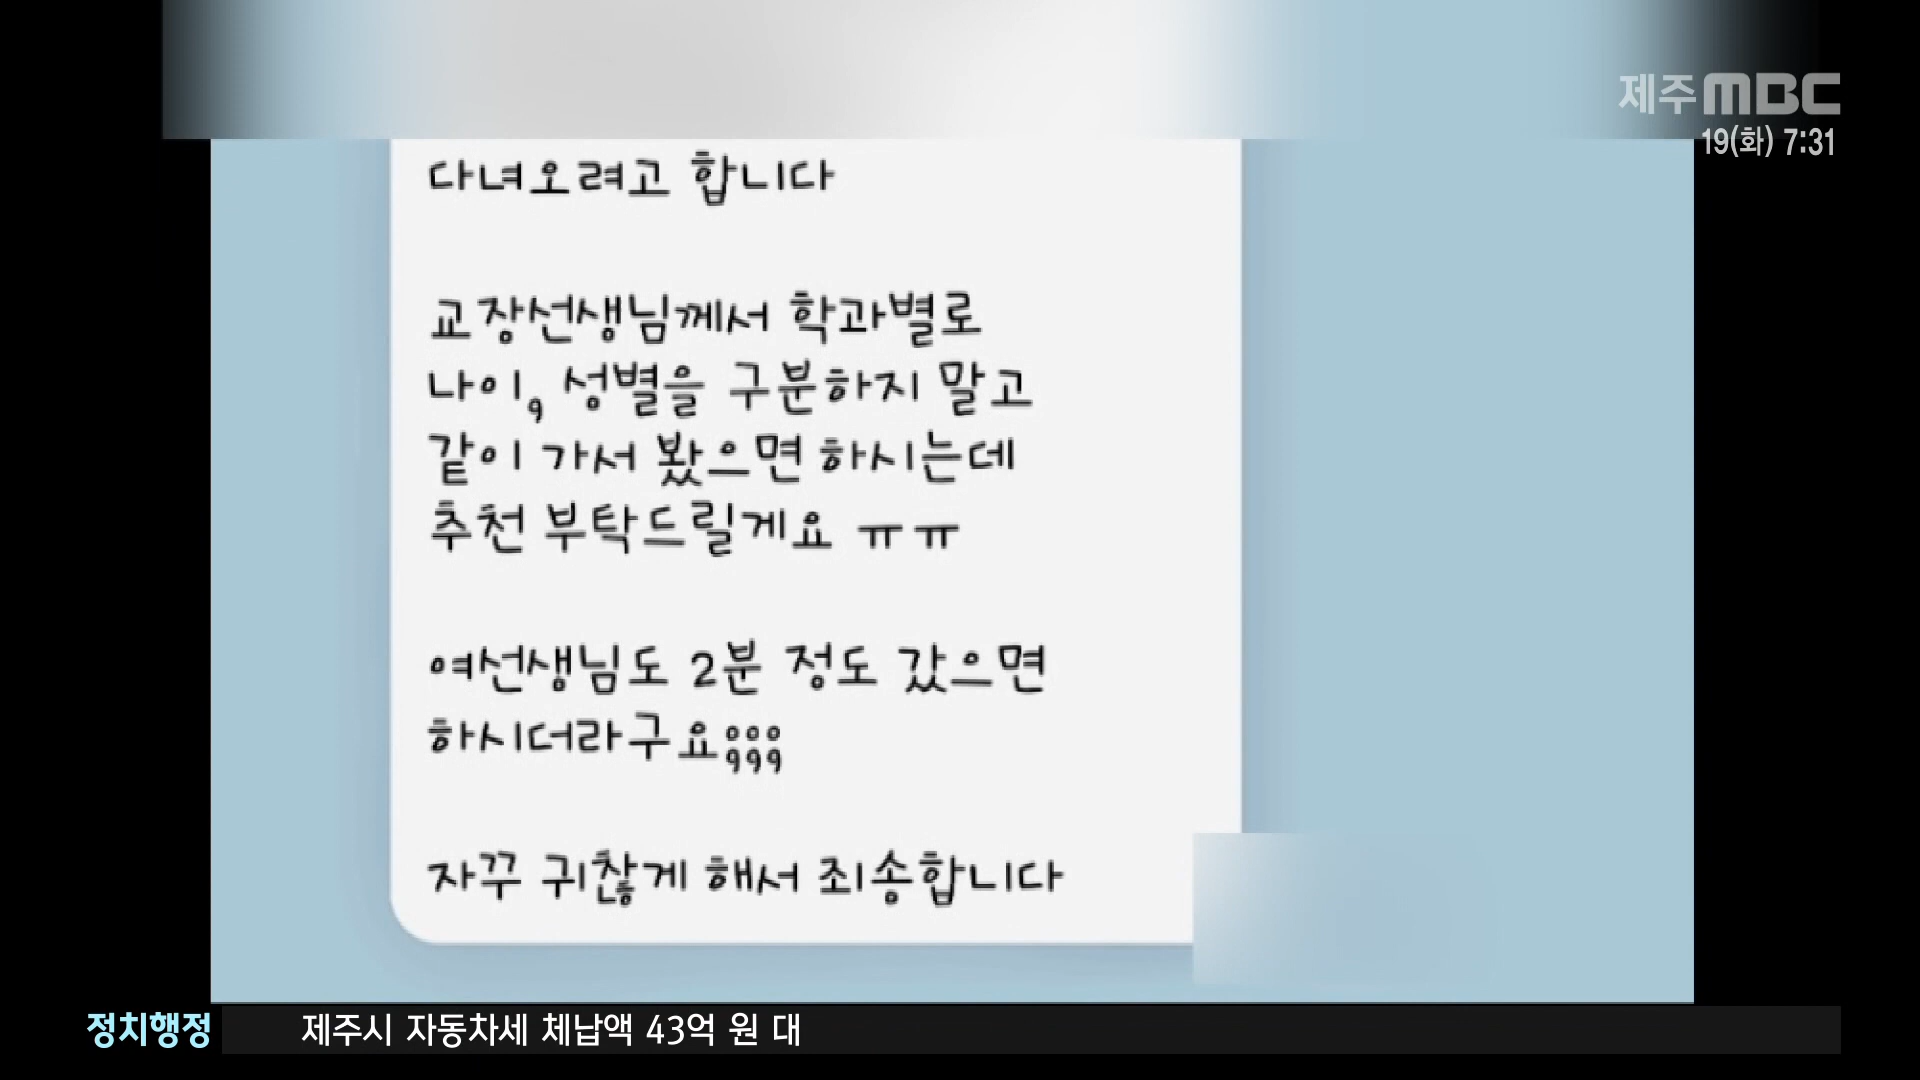 제주MBC
19(화) 7:31
다녀오려고 합니다
교장선생님께서 학과별로
나이, 성별을 구분하지 말고
같이 가서 봤으면 하시는데
추천 부탁드릴게요 ㅠㅠ
여선생님도 2분 정도 갔으면
하시더라구요;;;
자꾸 귀찮게 해서 죄송합니다
정치행정 제주시 자동차세 체납액 43억 원 대